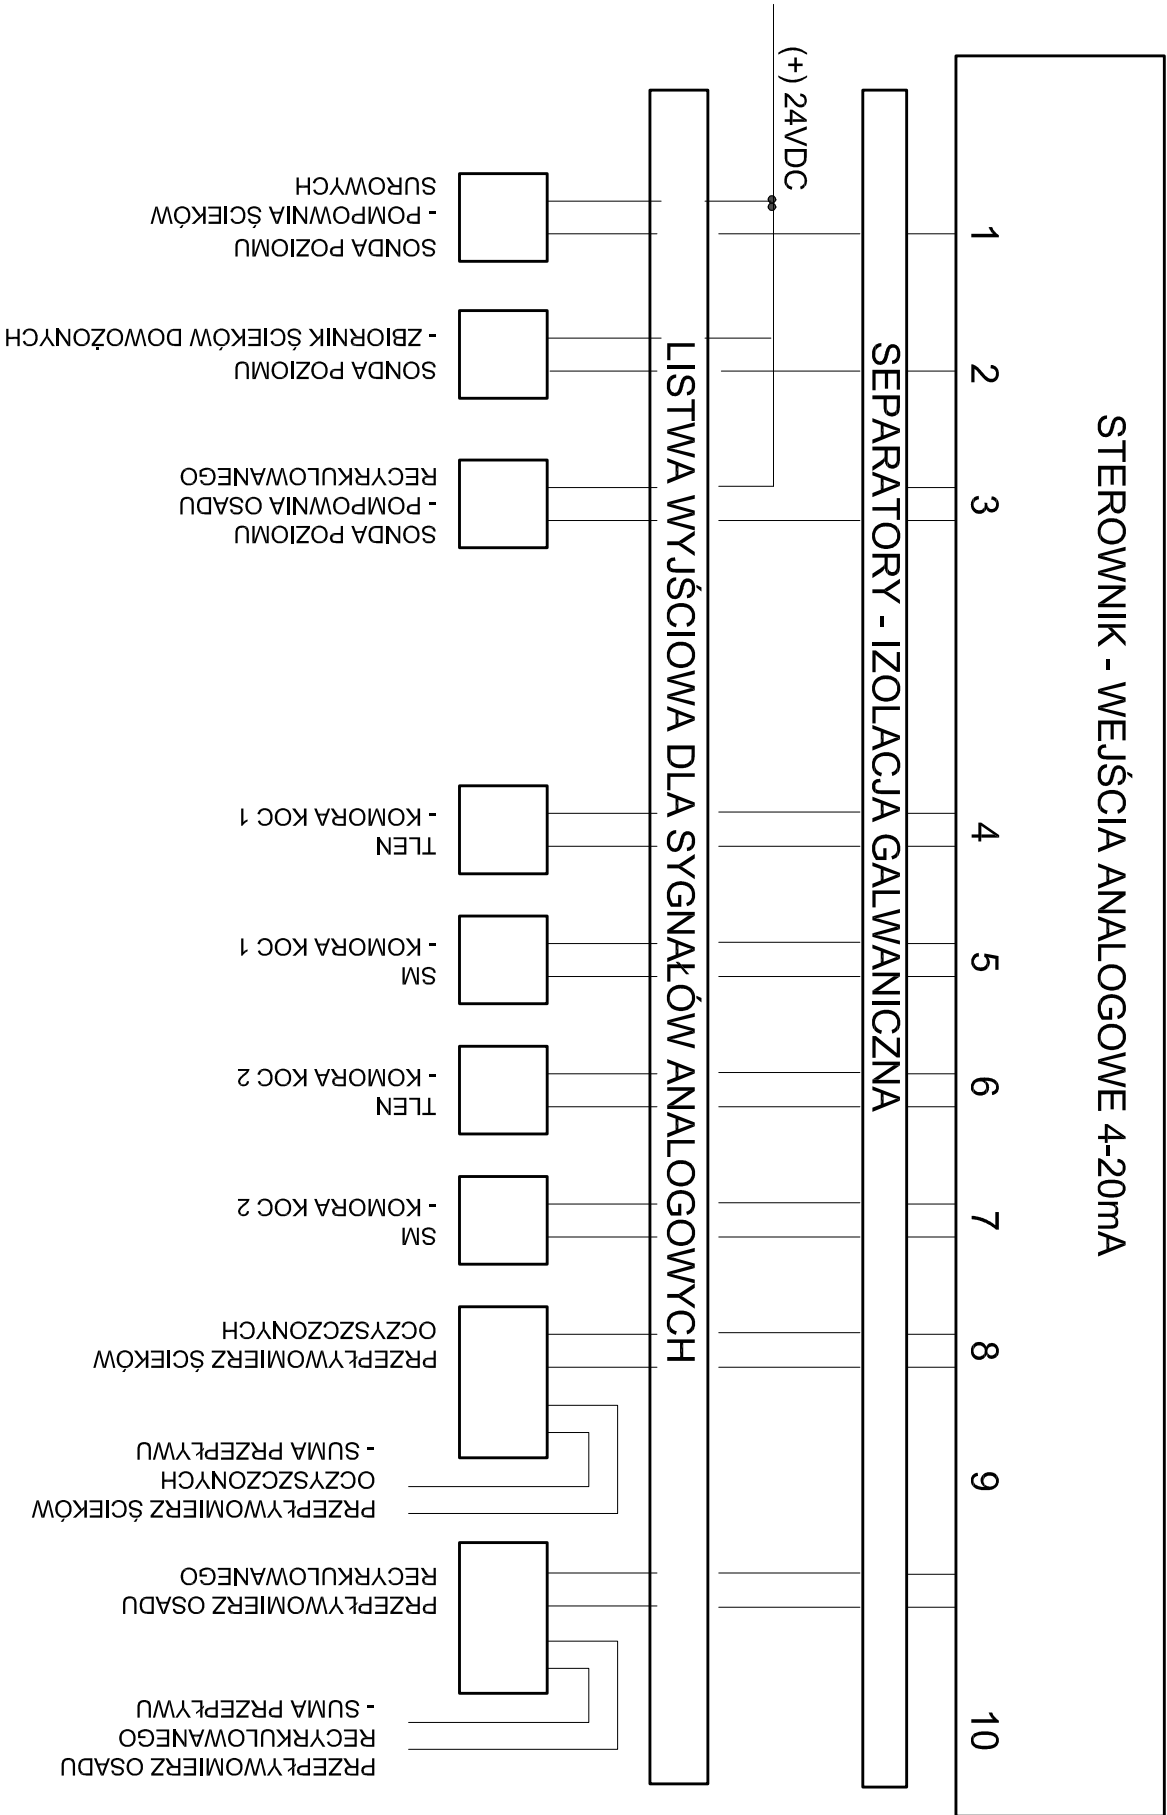 (+) 24VDC
STEROWNIK - WEJŚCIA ANALOGOWE 4-20mA
1
2
3
4
5
6
7
8
9
10
SEPARATORY - IZOLACJA GALWANICZNA
LISTWA WYJŚCIOWA DLA SYGNAŁÓW ANALOGOWYCH
SONDA POZIOMU
- POMPOWNIA ŚCIEKÓW
SUROWYCH
SONDA POZIOMU
- ZBIORNIK ŚCIEKÓW DOWOŻONYCH
SONDA POZIOMU
- POMPOWNIA OSADU
RECYRKULOWANEGO
TLEN
- KOMORA KOC 1
SM
- KOMORA KOC 1
TLEN
- KOMORA KOC 2
SM
- KOMORA KOC 2
PRZEPŁYWOMIERZ ŚCIEKÓW
OCZYSZCZONYCH
PRZEPŁYWOMIERZ ŚCIEKÓW
OCZYSZCZONYCH
- SUMA PRZEPŁYWU
PRZEPŁYWOMIERZ OSADU
RECYRKULOWANEGO
PRZEPŁYWOMIERZ OSADU
RECYRKULOWANEGO
- SUMA PRZEPŁYWU